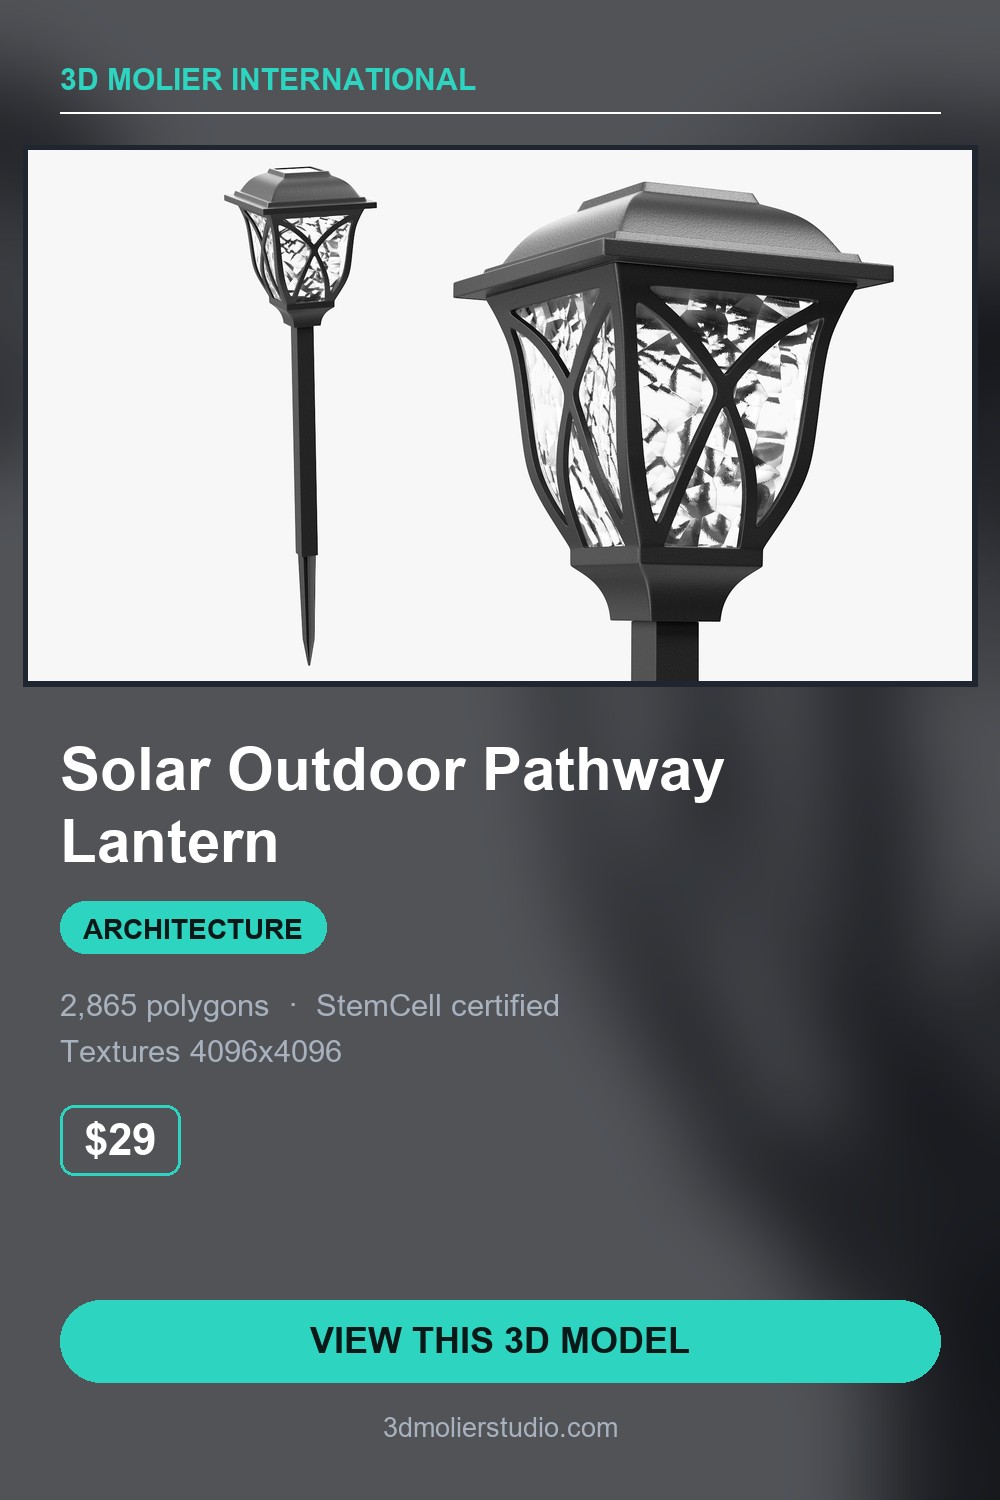 3D MOLIER INTERNATIONAL
Solar Outdoor Pathway
Lantern
ARCHITECTURE
2,865 polygons · StemCell certified
Textures 4096x4096
$29
VIEW THIS 3D MODEL
3dmolierstudio.com